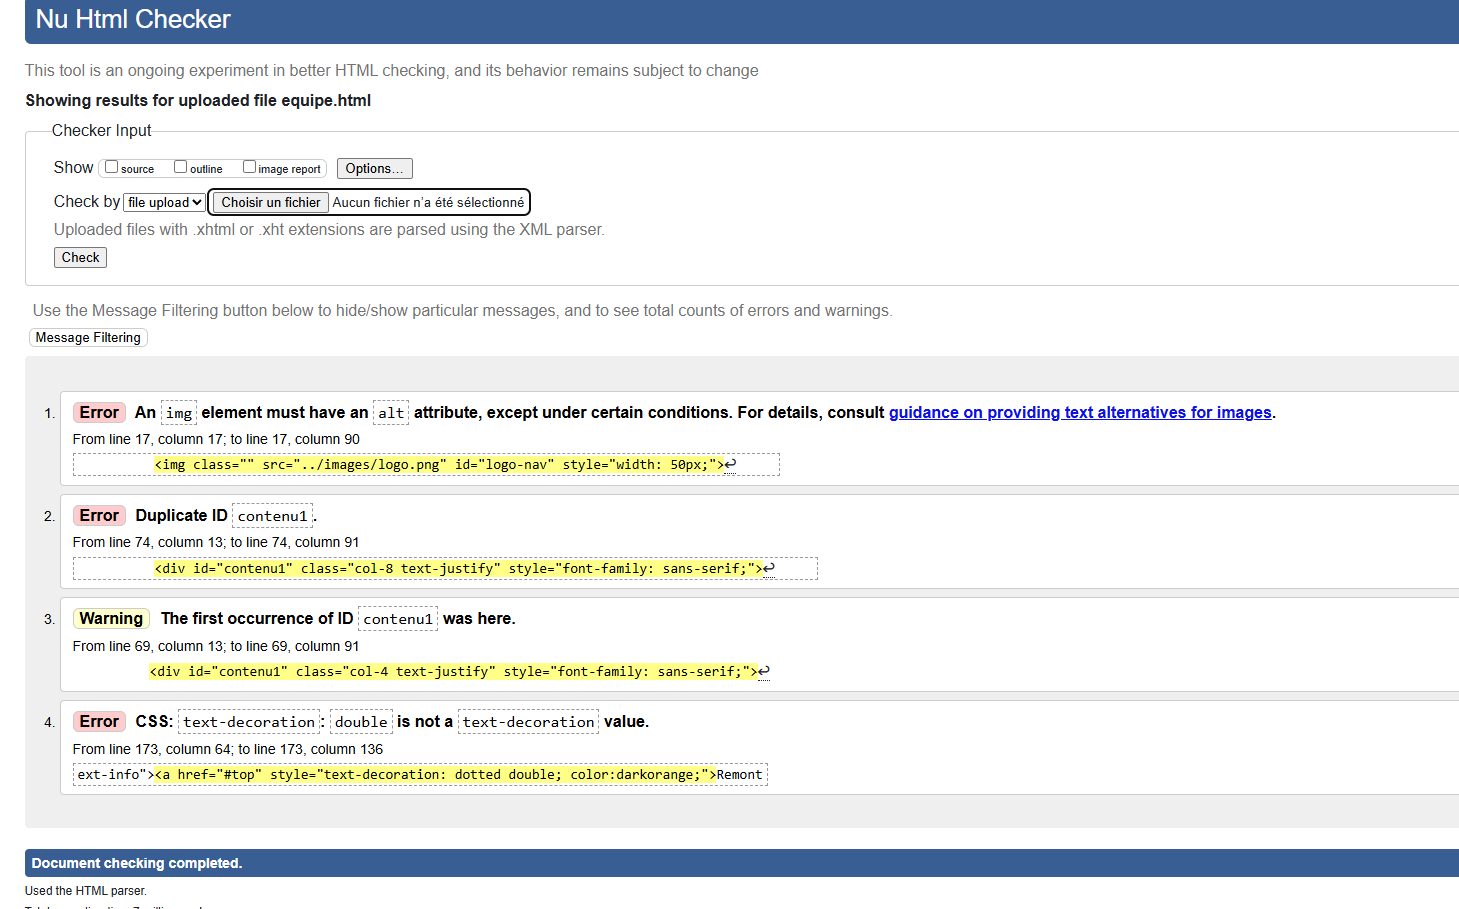 Nu Html Checker
This tool is an ongoing experiment in better HTML checking, and its behavior remains subject to change
Showing results for uploaded file equipe.html
Checker Input
Show source outline image report Options...
Check by file upload Choisir un fichier Aucun fichier n'a été sélectionné
Uploaded files with .xhtml or .xht extensions are parsed using the XML parser.
Check
Use the Message Filtering button below to hide/show particular messages, and to see total counts of errors and warnings.
Message Filtering
1. Error An img element must have an alt attribute, except under certain conditions. For details, consult guidance on providing text alternatives for images.
From line 17, column 17; to line 17, column 90
<img class="" src="../images/logo.png" id="logo-nav" style="width: 50px;">↩
2. Error Duplicate ID contenu1.
From line 74, column 13; to line 74, column 91
<div id="contenu1" class="col-8 text-justify" style="font-family: sans-serif;">↩
3. Warning The first occurrence of ID contenu1 was here.
From line 69, column 13; to line 69, column 91
<div id="contenu1" class="col-4 text-justify" style="font-family: sans-serif;">↩
4. Error CSS: text-decoration: double is not a text-decoration value.
From line 173, column 64; to line 173, column 136
ext-info"><a href="#top" style="text-decoration: dotted double; color:darkorange;">Remont
Document checking completed.
Used the HTML parser.